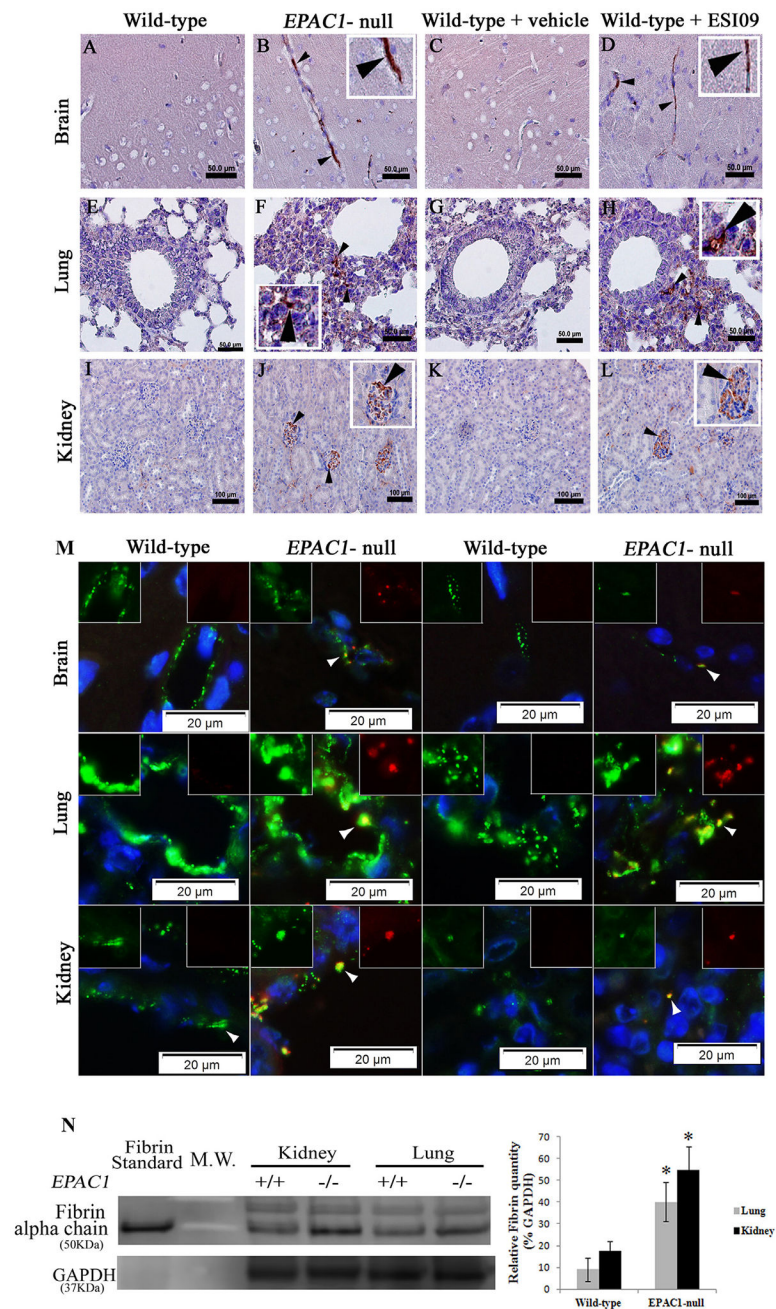 Wild-type EPAC1- null Wild-type + vehicle Wild-type + ESI09
Brain
A B C D
50.0 µm 50.0 µm 50.0 µm 50.0 µm
Lung
E F G H
50.0 µm 50.0 µm 50.0 µm 50.0 µm
Kidney
I J K L
100 µm 100 µm 100 µm 100 µm
M Wild-type EPAC1- null Wild-type EPAC1- null
Brain
20 µm 20 µm 20 µm 20 µm
Lung
20 µm 20 µm 20 µm 20 µm
Kidney
20 µm 20 µm 20 µm 20 µm
N
Fibrin
Standard M.W. Kidney Lung
EPAC1 +/+ -/- +/+ -/-
Fibrin
alpha chain
(50KDa)
GAPDH
(37KDa)
Relative Fibrin quantity
(% GAPDH)
70
60
50
40
30
20
10
0
* *
Wild-type EPAC1-null
Lung
Kidney